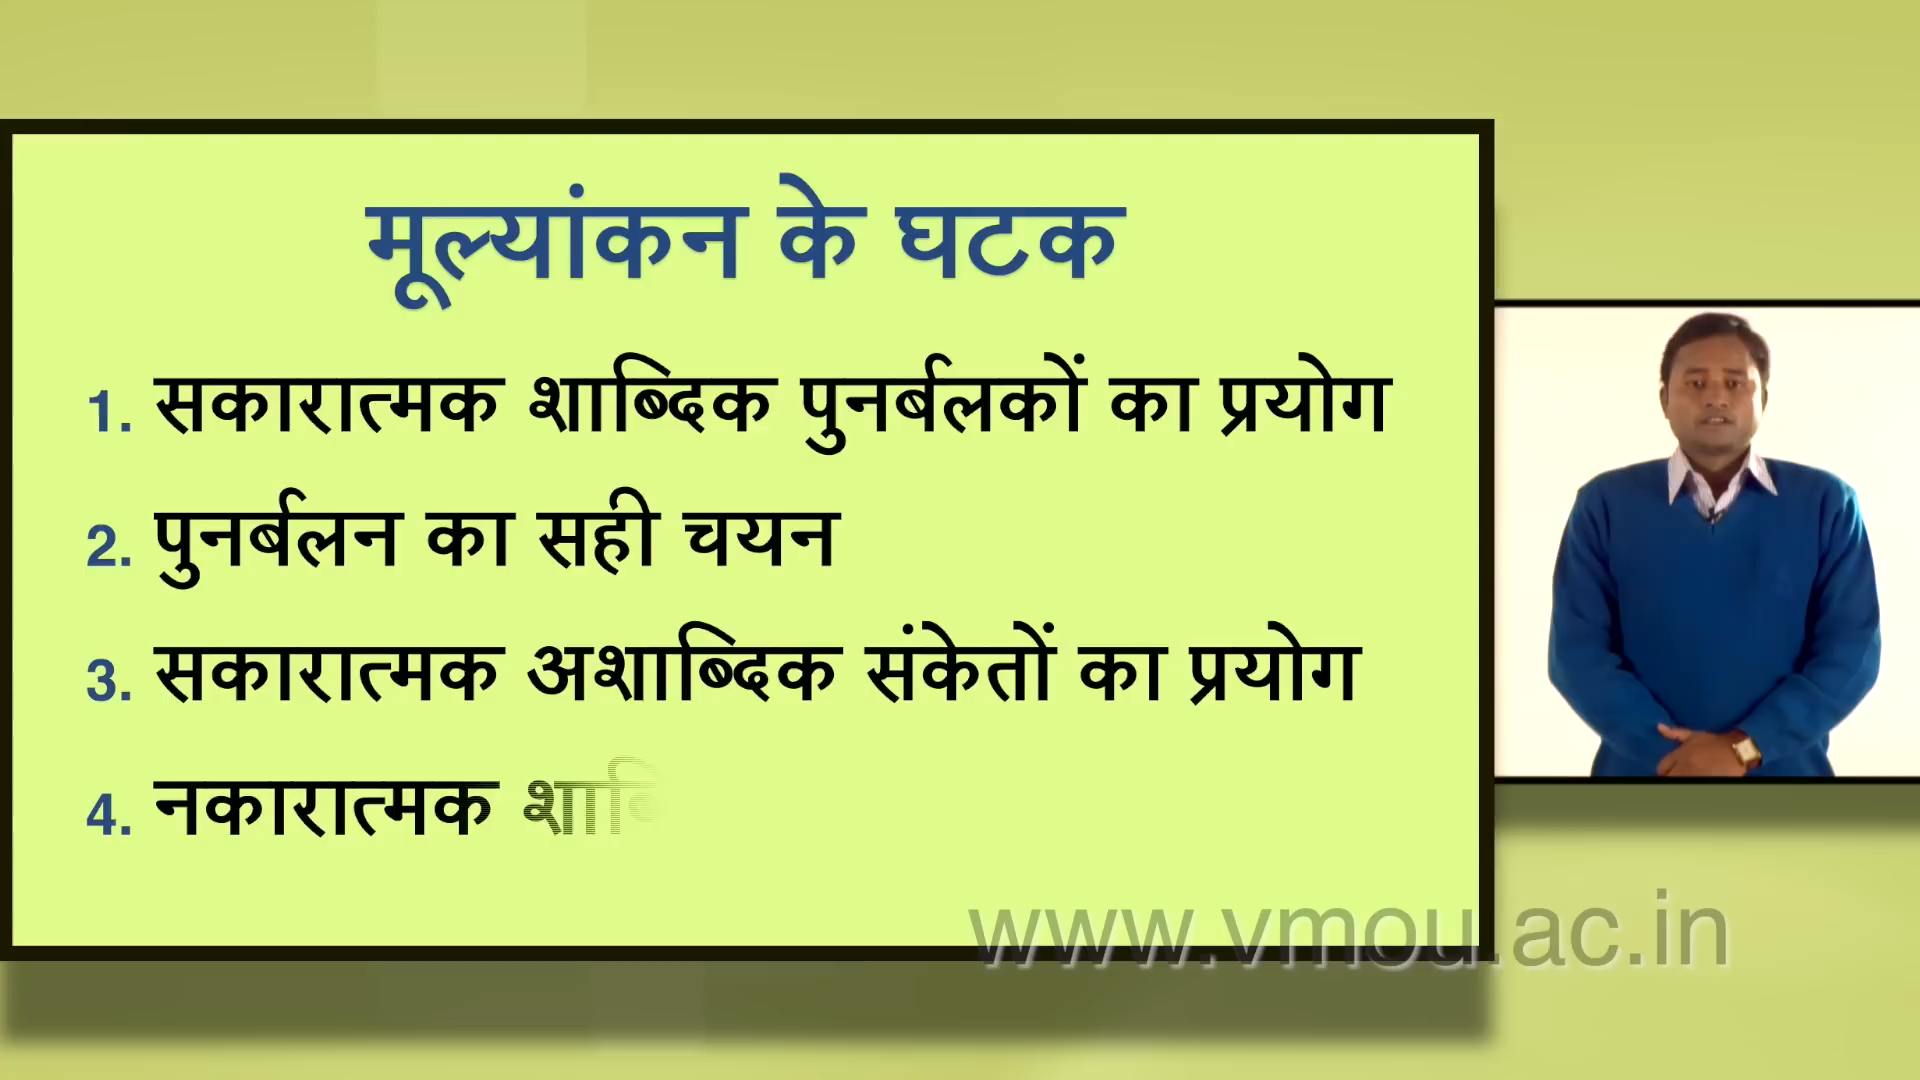 मूल्यांकन के घटक
1. सकारात्मक शाब्दिक पुनर्बलकों का प्रयोग
2. पुनर्बलन का सही चयन
3. सकारात्मक अशाब्दिक संकेतों का प्रयोग
4. नकारात्मक
www.vmou.ac.in